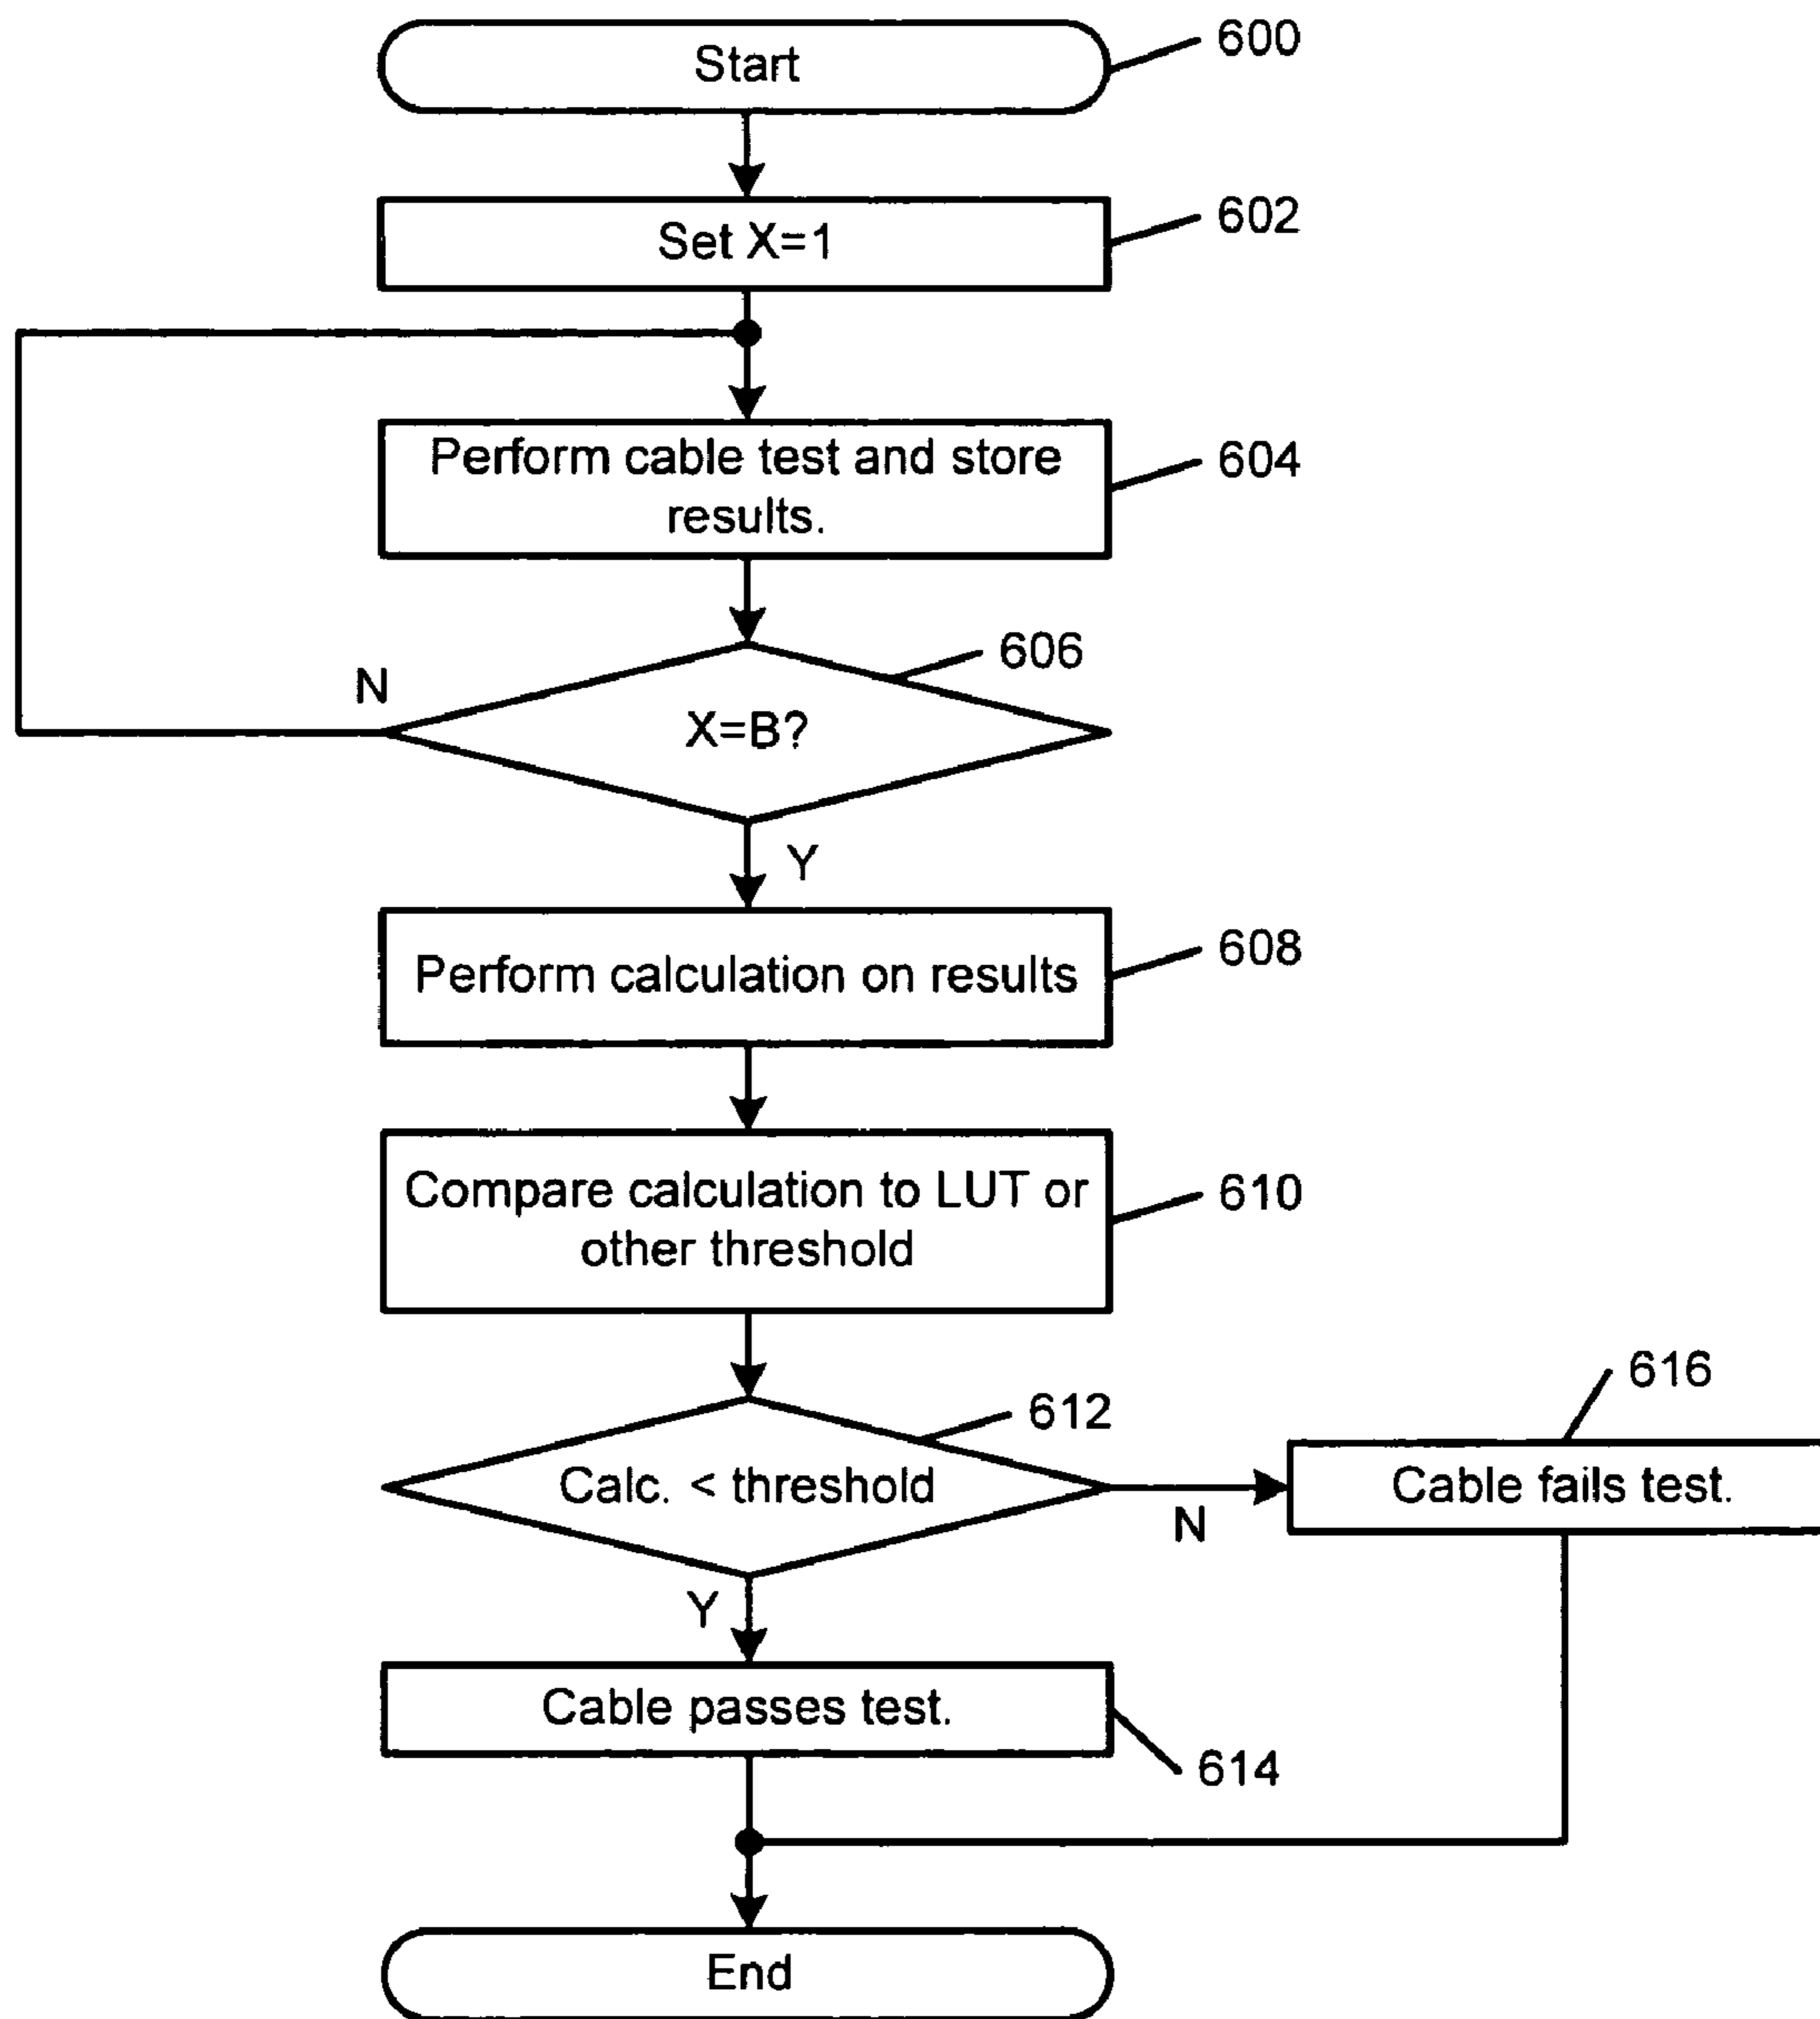 Start
600
Set X=1
602
Perform cable test and store
results.
604
606
N
X=B?
Y
Perform calculation on results
608
Compare calculation to LUT or
other threshold
610
612
616
Calc. < threshold
N
Cable fails test.
Y
Cable passes test.
614
End